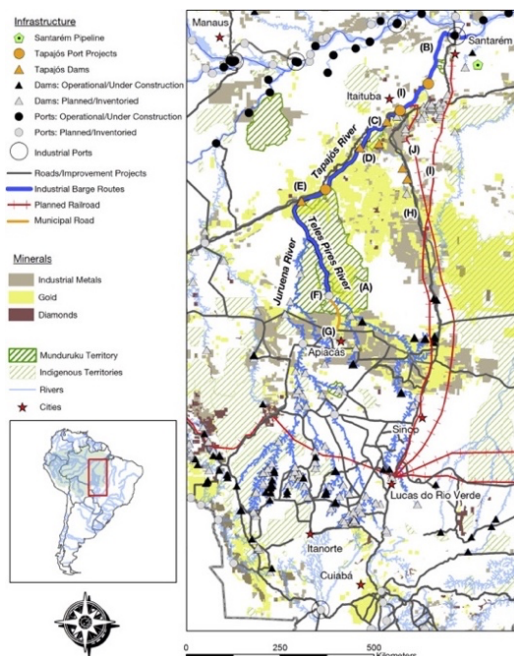 Infrastructure
Santarém Pipeline
Tapajós Port Projects
Tapajós Dams
Dams: Operational/Under Construction
Dams: Planned/Inventoried
Ports: Operational/Under Construction
Ports: Planned/Inventoried
Industrial Ports
Roads/Improvement Projects
Industrial Barge Routes
Planned Railroad
Municipal Road
Minerals
Industrial Metals
Gold
Diamonds
Munduruku Territory
Indigenous Territories
Rivers
Cities
Manaus
(B)
Santarém
Itaituba
(I)
(C)
Tapajós River
(J)
(D)
(I)
(E)
(H)
Juruena River
Teles Pires River
(A)
(F)
(G)
Apiacás
Sinop
Lucas do Rio Verde
Itanorte
Cuiabá
0 250 500
Kilometers